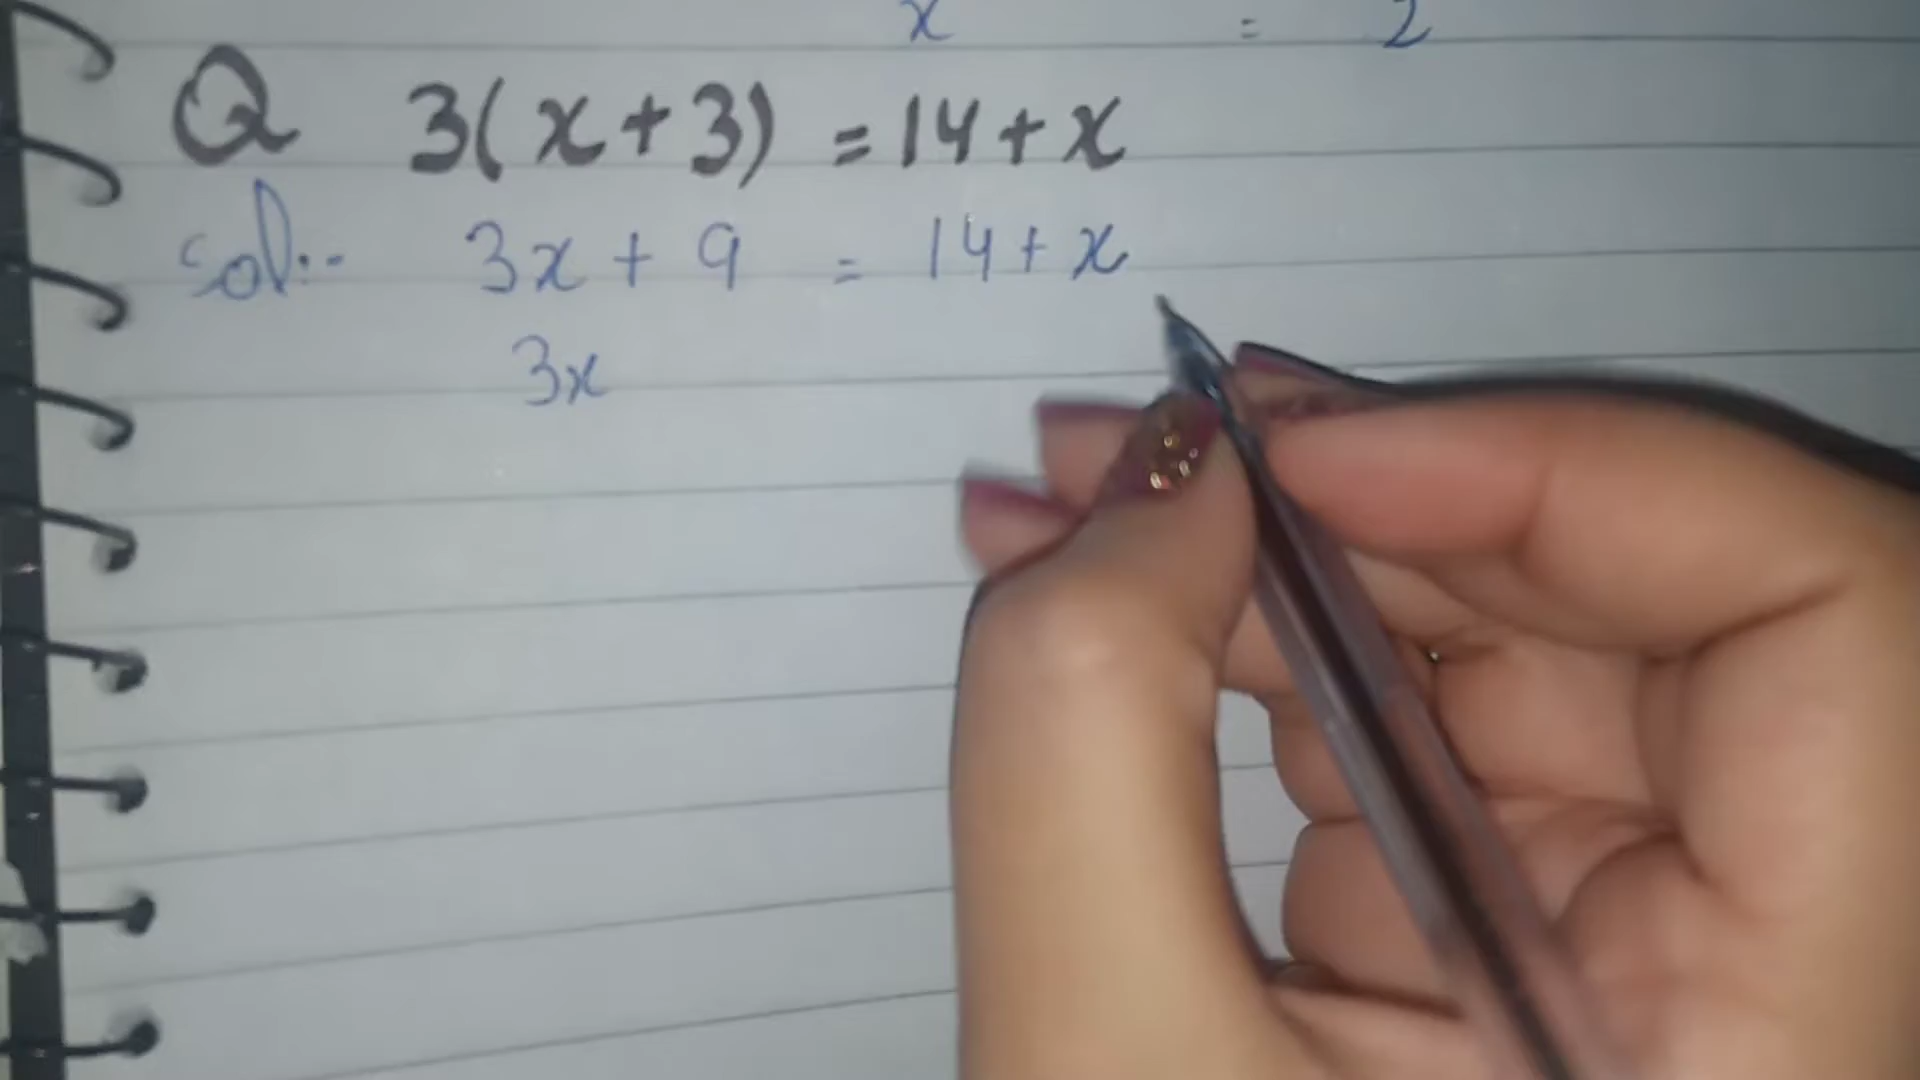 x = 2
Q 3(x+3) = 14+x
Sol:- 3x + 9 = 14+x
3x